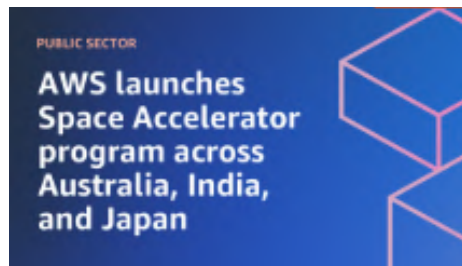 PUBLIC SECTOR
AWS launches
Space Accelerator
program across
Australia, India,
and Japan